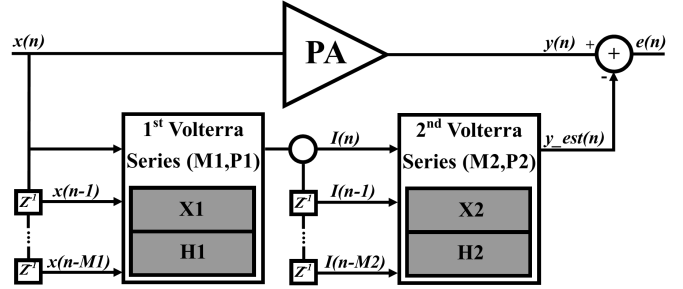 x(n)
PA
y(n)
+
+
e(n)
-
1st Volterra
Series (M1,P1)
X1
H1
I(n)
2nd Volterra
Series (M2,P2)
X2
H2
y_est(n)
Z-1
x(n-1)
Z-1
x(n-M1)
Z-1
I(n-1)
Z-1
I(n-M2)